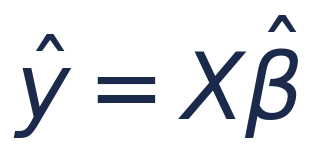 ŷ = Xβ̂